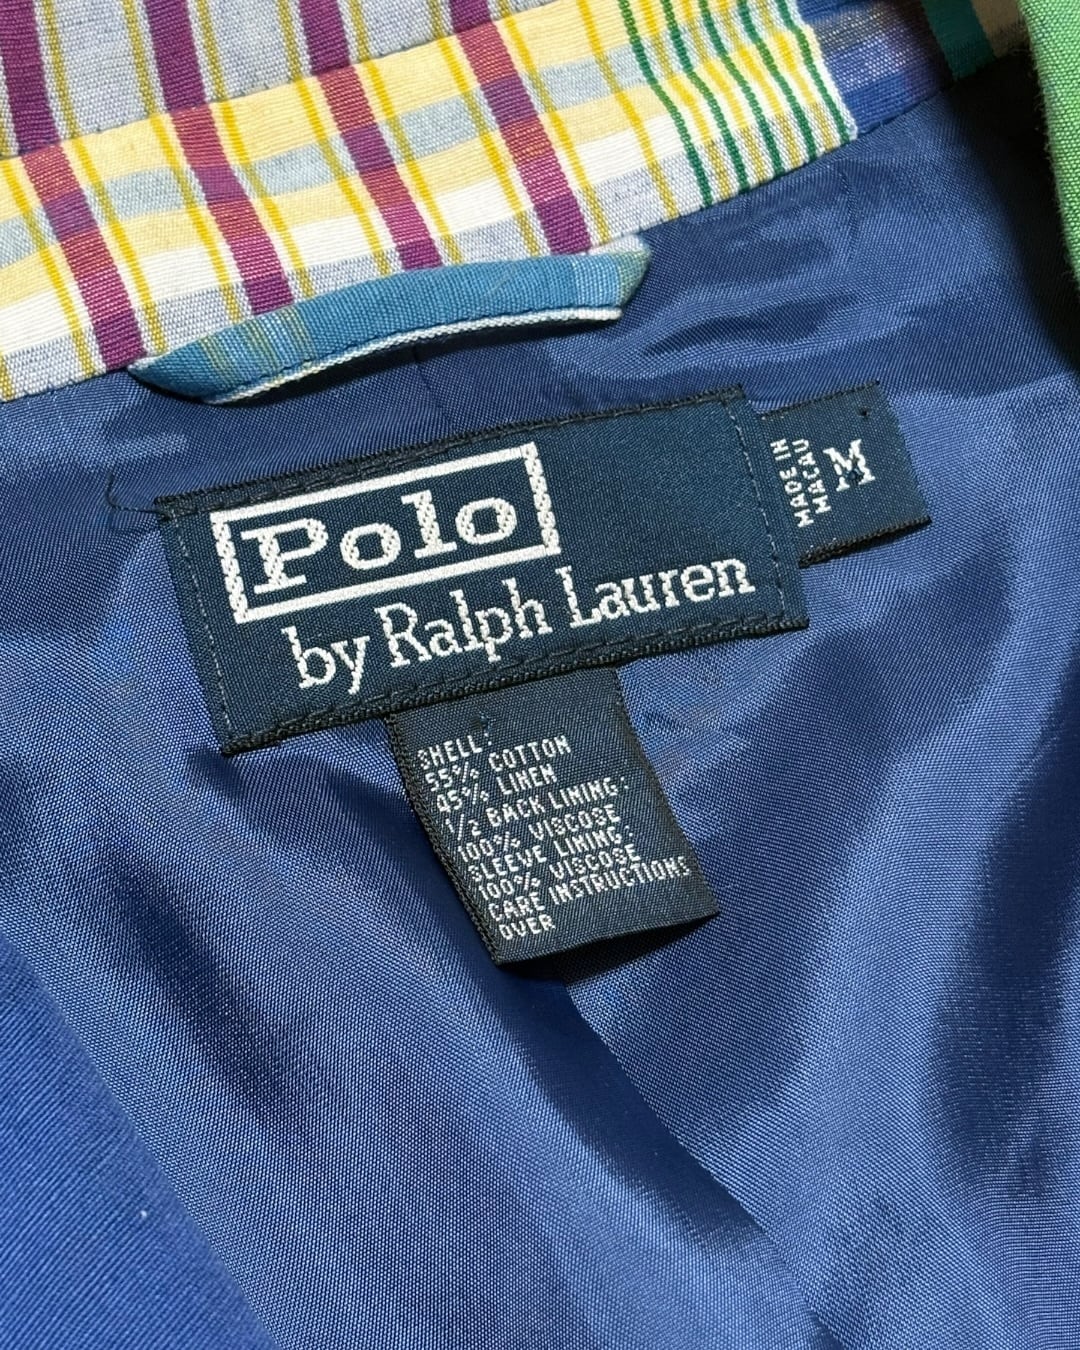 Polo
by Ralph Lauren
MADE IN
MACAU
M
SHELL:
55% COTTON
45% LINEN
1/2 BACK LINING:
100% VISCOSE
SLEEVE LINING:
100% VISCOSE
CARE INSTRUCTIONS
OVER